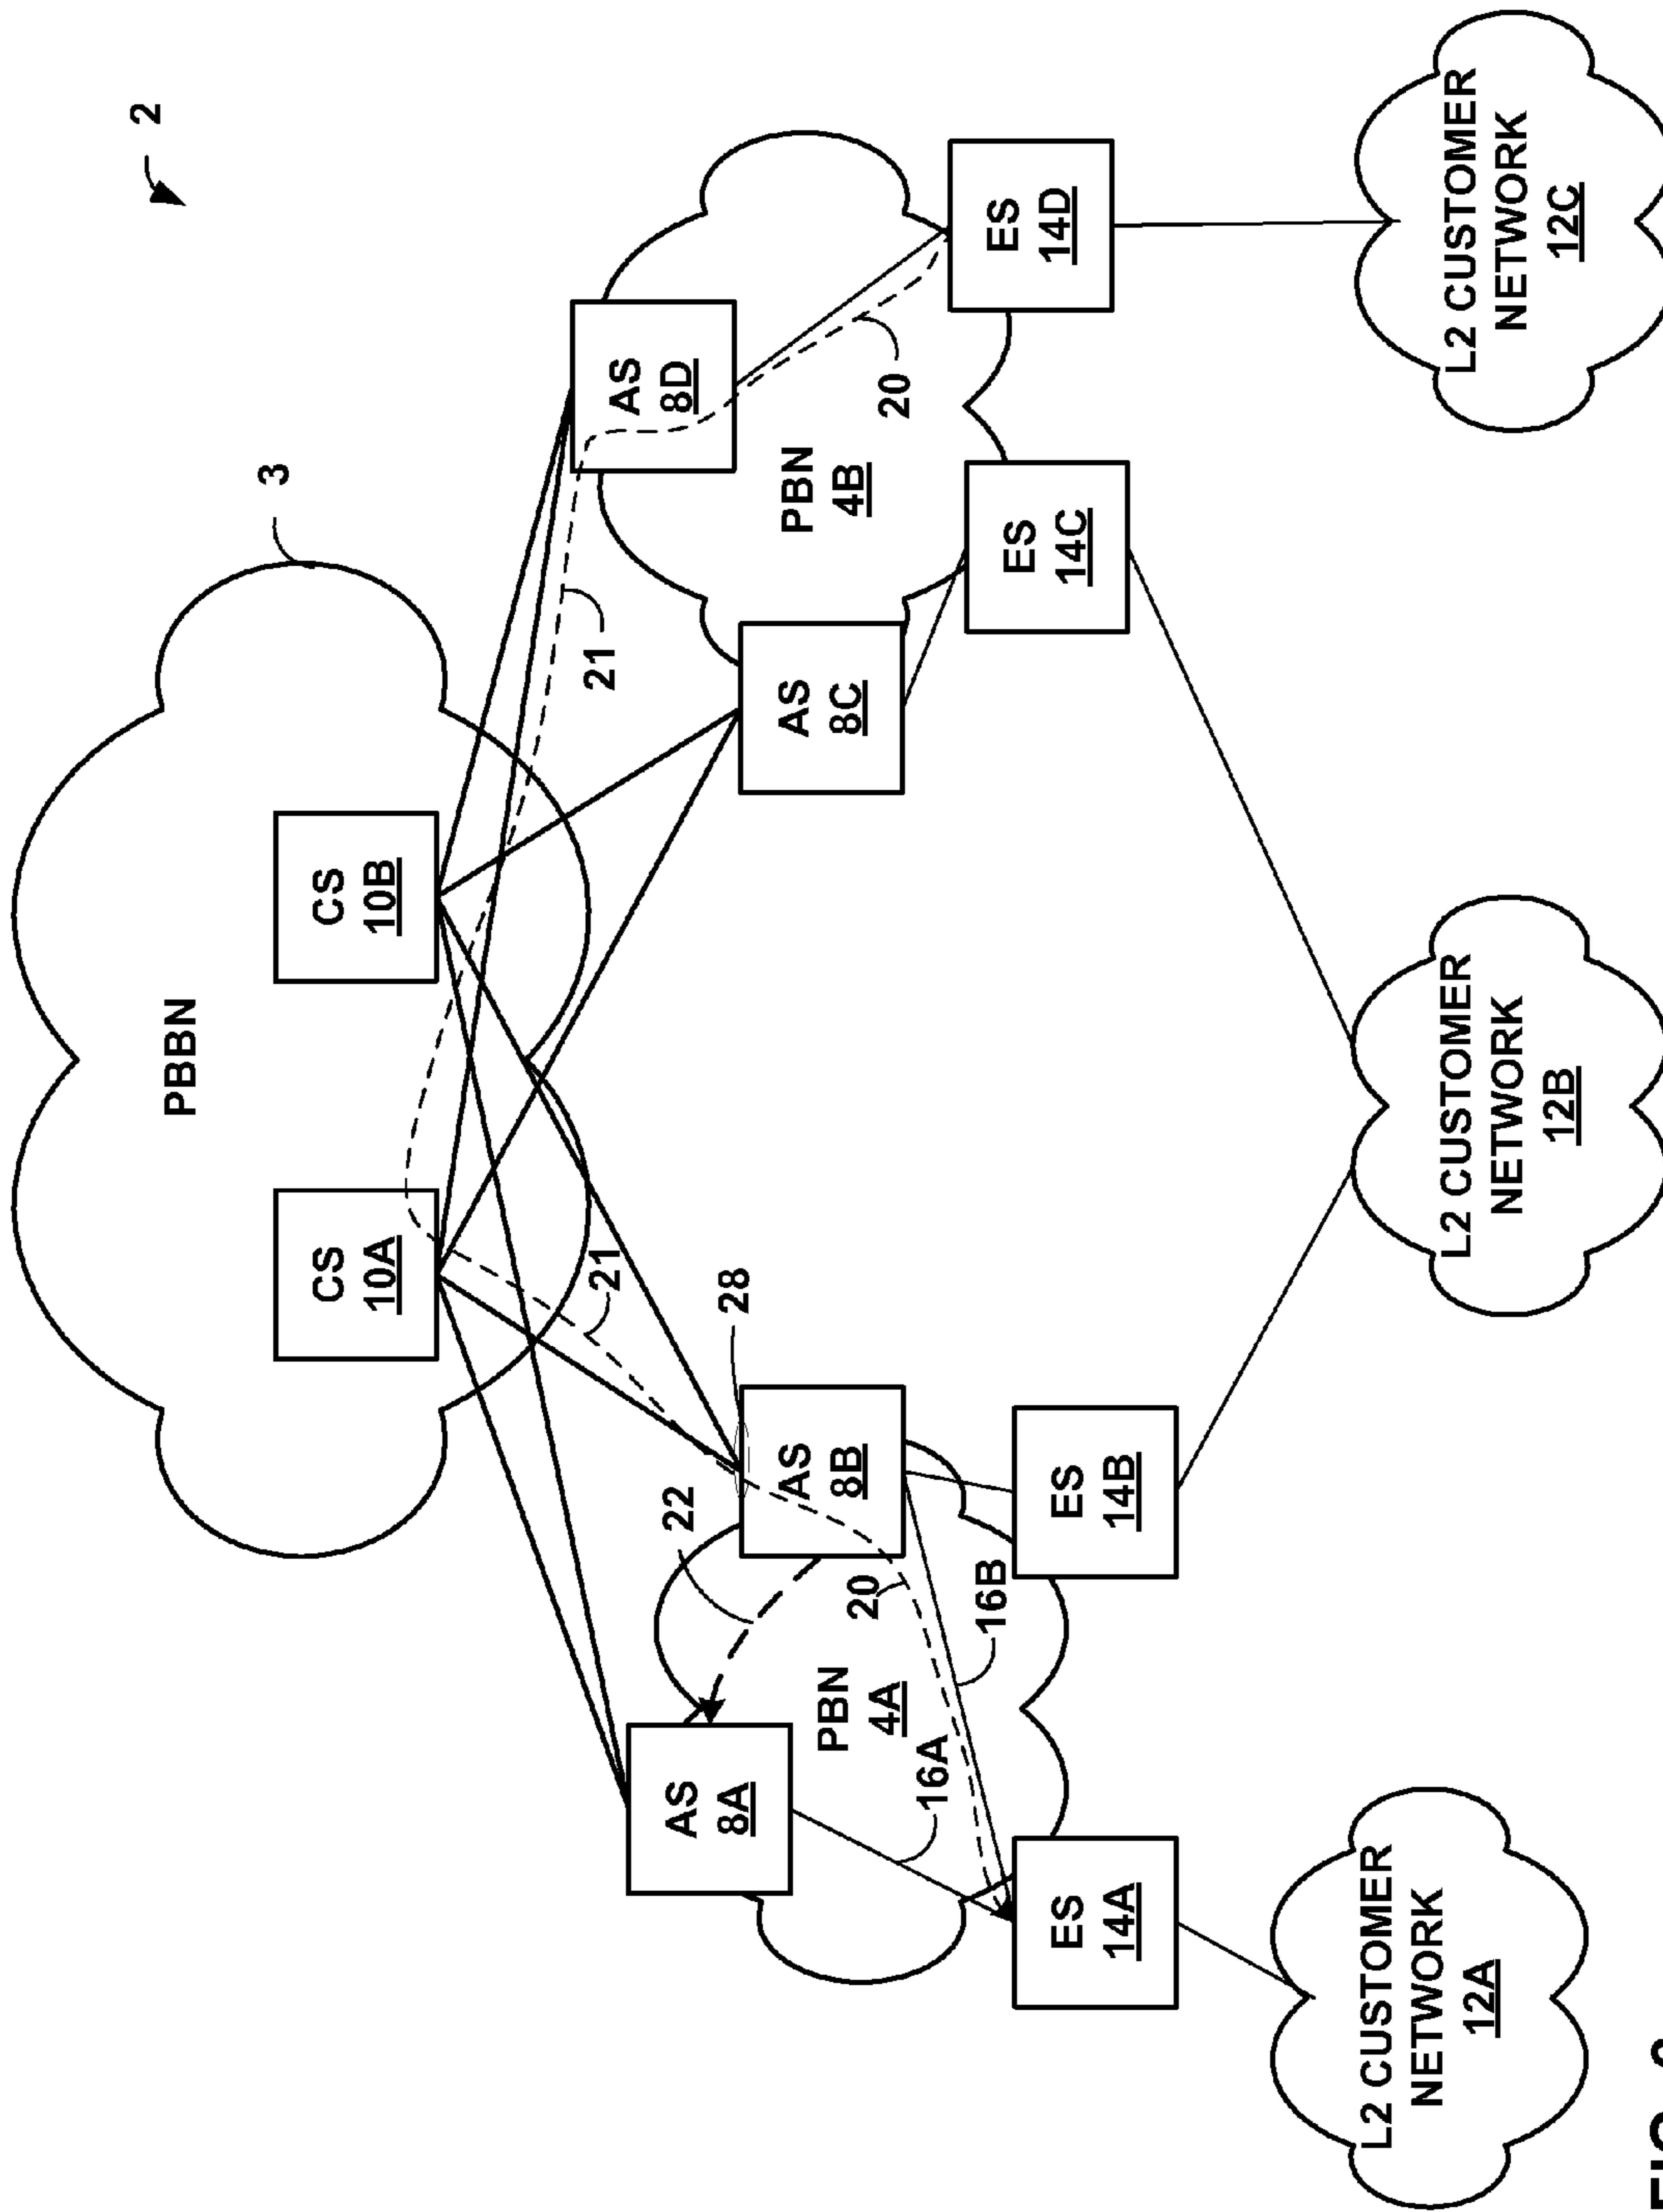 2
3
PBBN
CS
10A
CS
10B
21
21
28
22
AS
8A
AS
8B
AS
8C
AS
8D
PBN
4A
PBN
4B
20
20
16A
16B
ES
14A
ES
14B
ES
14C
ES
14D
L2 CUSTOMER
NETWORK
12A
L2 CUSTOMER
NETWORK
12B
L2 CUSTOMER
NETWORK
12C
FIG.